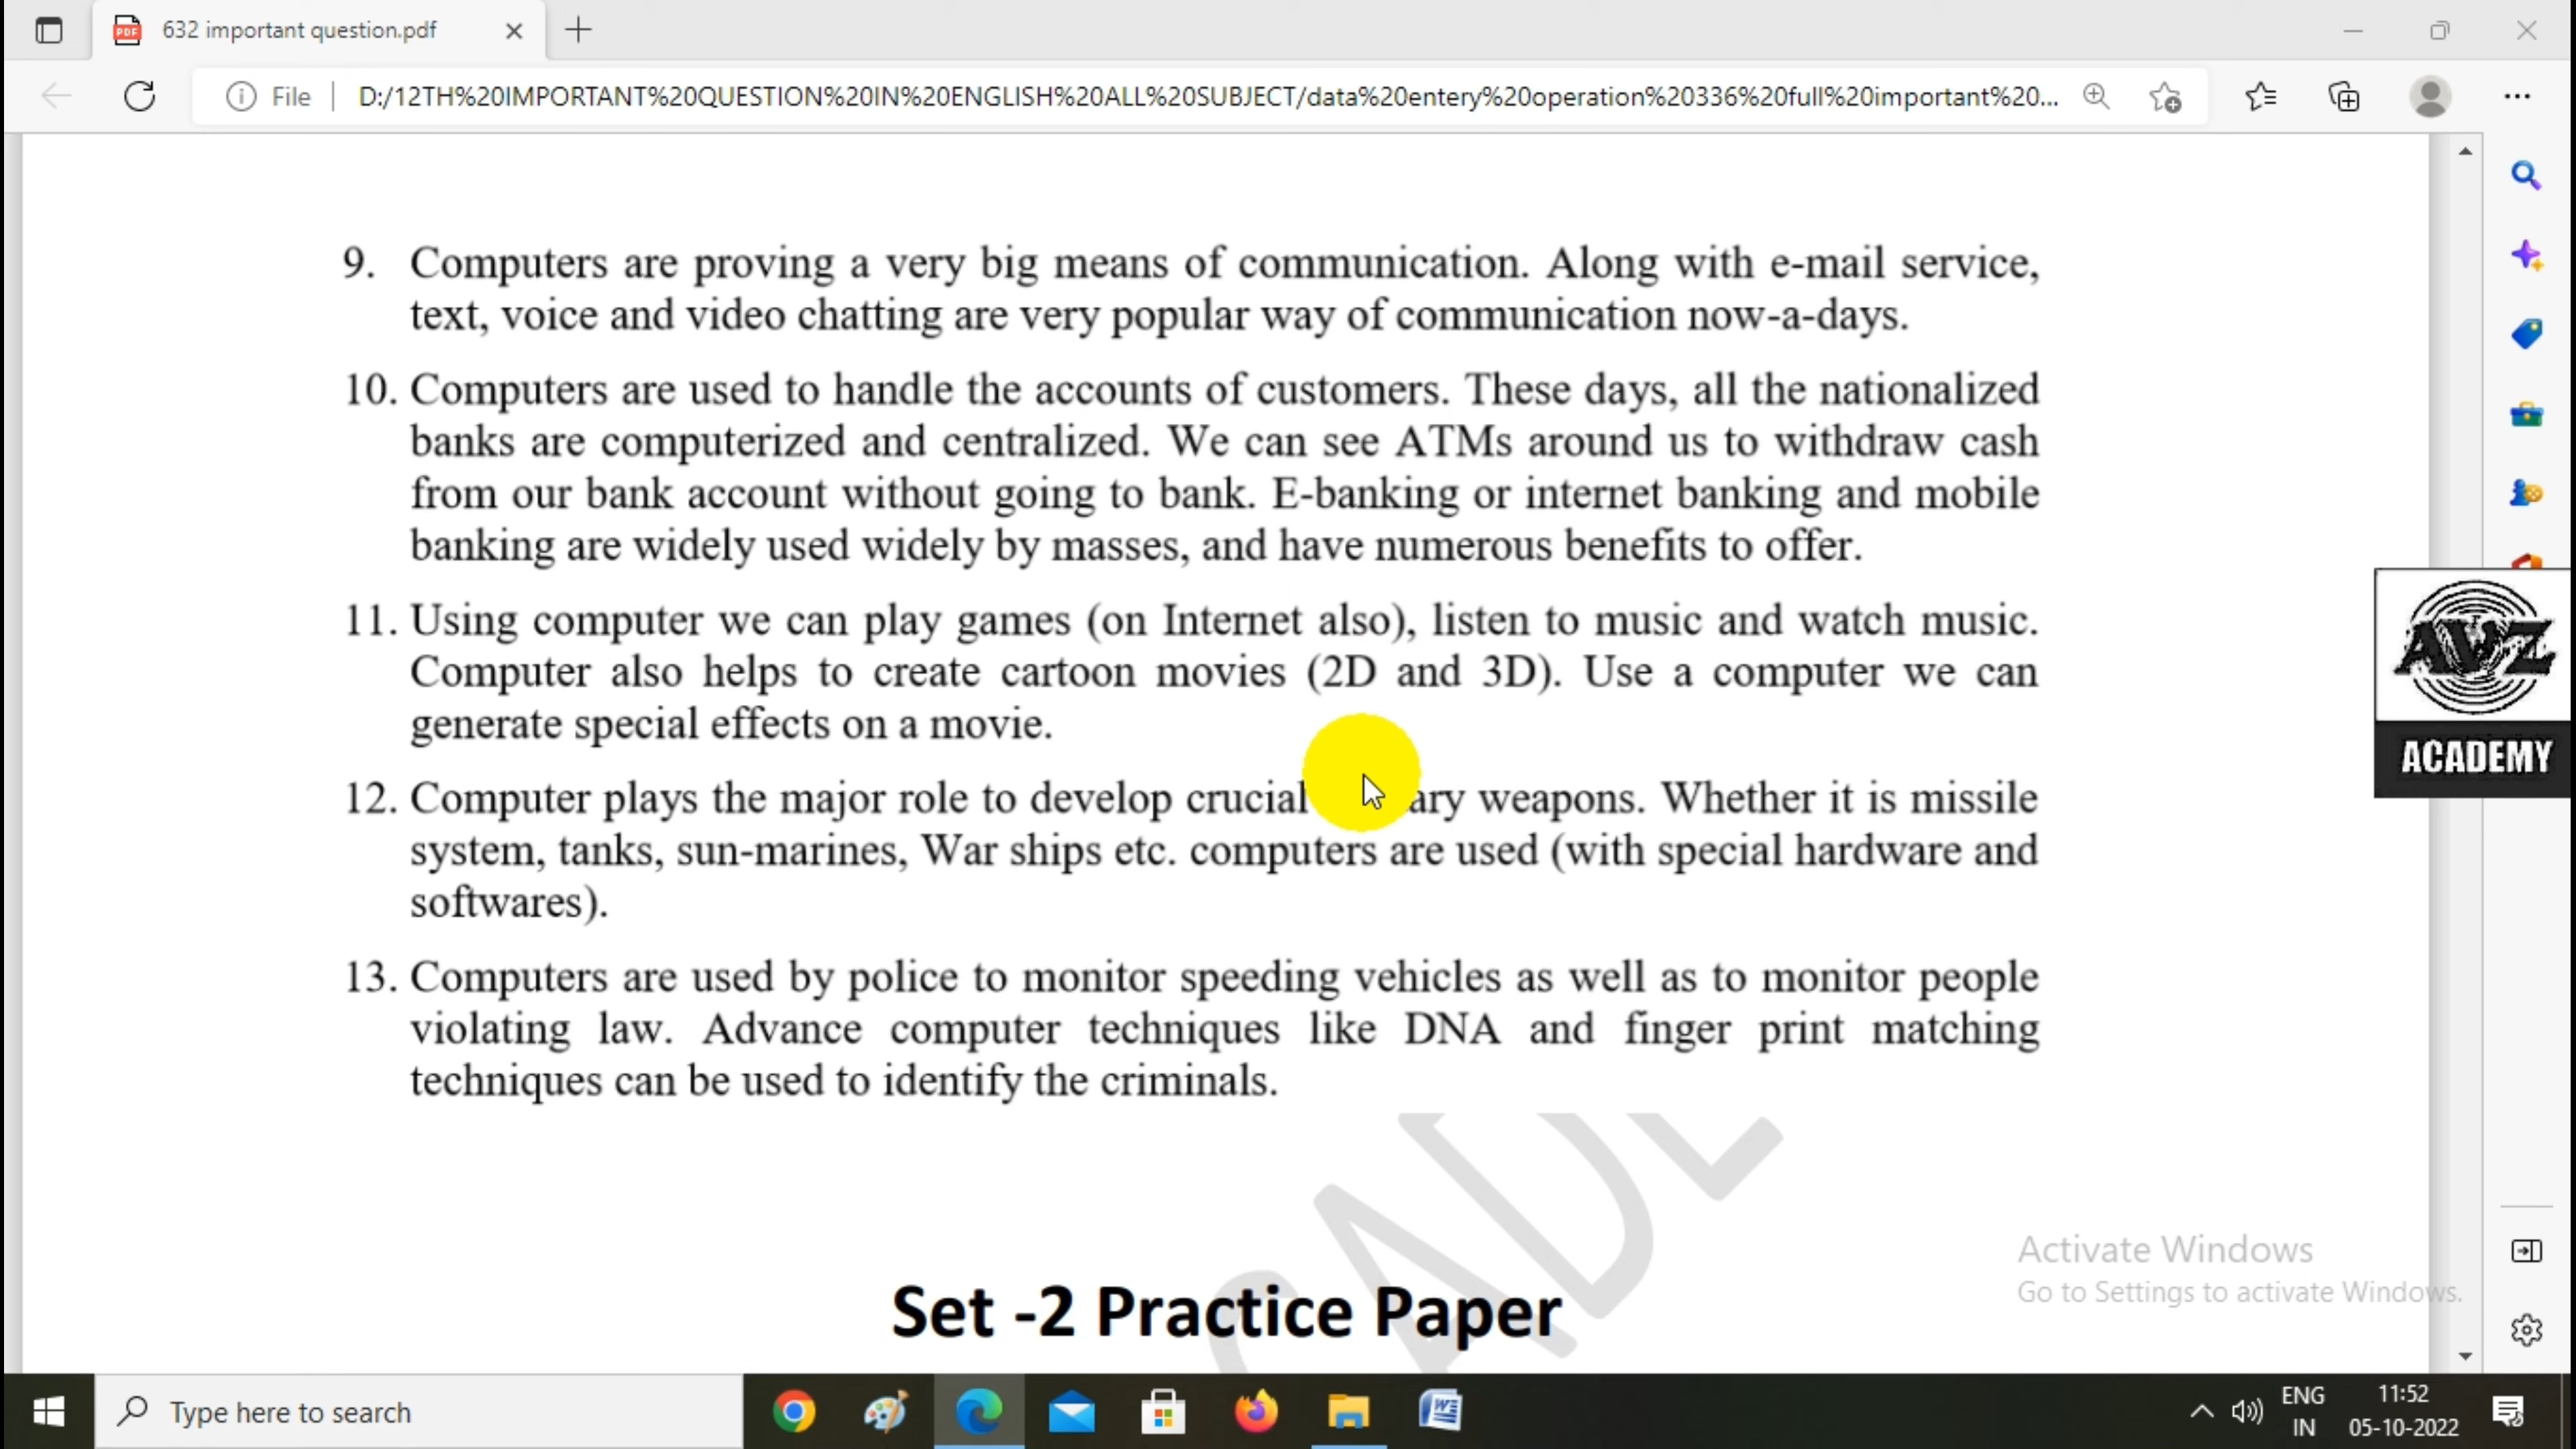 632 important question.pdf
File
D:/12TH%20IMPORTANT%20QUESTION%20IN%20ENGLISH%20ALL%20SUBJECT/data%20entery%20operation%20336%20full%20important%20...
9. Computers are proving a very big means of communication. Along with e-mail service,
text, voice and video chatting are very popular way of communication now-a-days.
10. Computers are used to handle the accounts of customers. These days, all the nationalized
banks are computerized and centralized. We can see ATMs around us to withdraw cash
from our bank account without going to bank. E-banking or internet banking and mobile
banking are widely used widely by masses, and have numerous benefits to offer.
11. Using computer we can play games (on Internet also), listen to music and watch music.
Computer also helps to create cartoon movies (2D and 3D). Use a computer we can
generate special effects on a movie.
12. Computer plays the major role to develop crucial ary weapons. Whether it is missile
system, tanks, sun-marines, War ships etc. computers are used (with special hardware and
softwares).
13. Computers are used by police to monitor speeding vehicles as well as to monitor people
violating law. Advance computer techniques like DNA and finger print matching
techniques can be used to identify the criminals.
AVZ
ACADEMY
Set -2 Practice Paper
Activate Windows
Go to Settings to activate Windows.
Type here to search
ENG
IN
11:52
05-10-2022